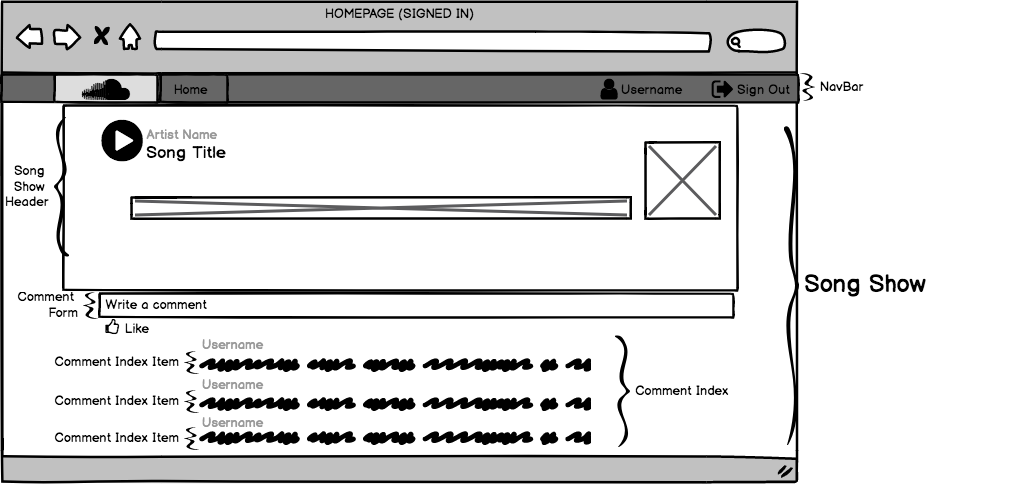 HOMEPAGE (SIGNED IN)
Home
Username
Sign Out
NavBar
Artist Name
Song Title
Song
Show
Header
Song Show
Comment
Form
Write a comment
Like
Username
Comment Index Item
Username
Comment Index Item
Comment Index
Username
Comment Index Item